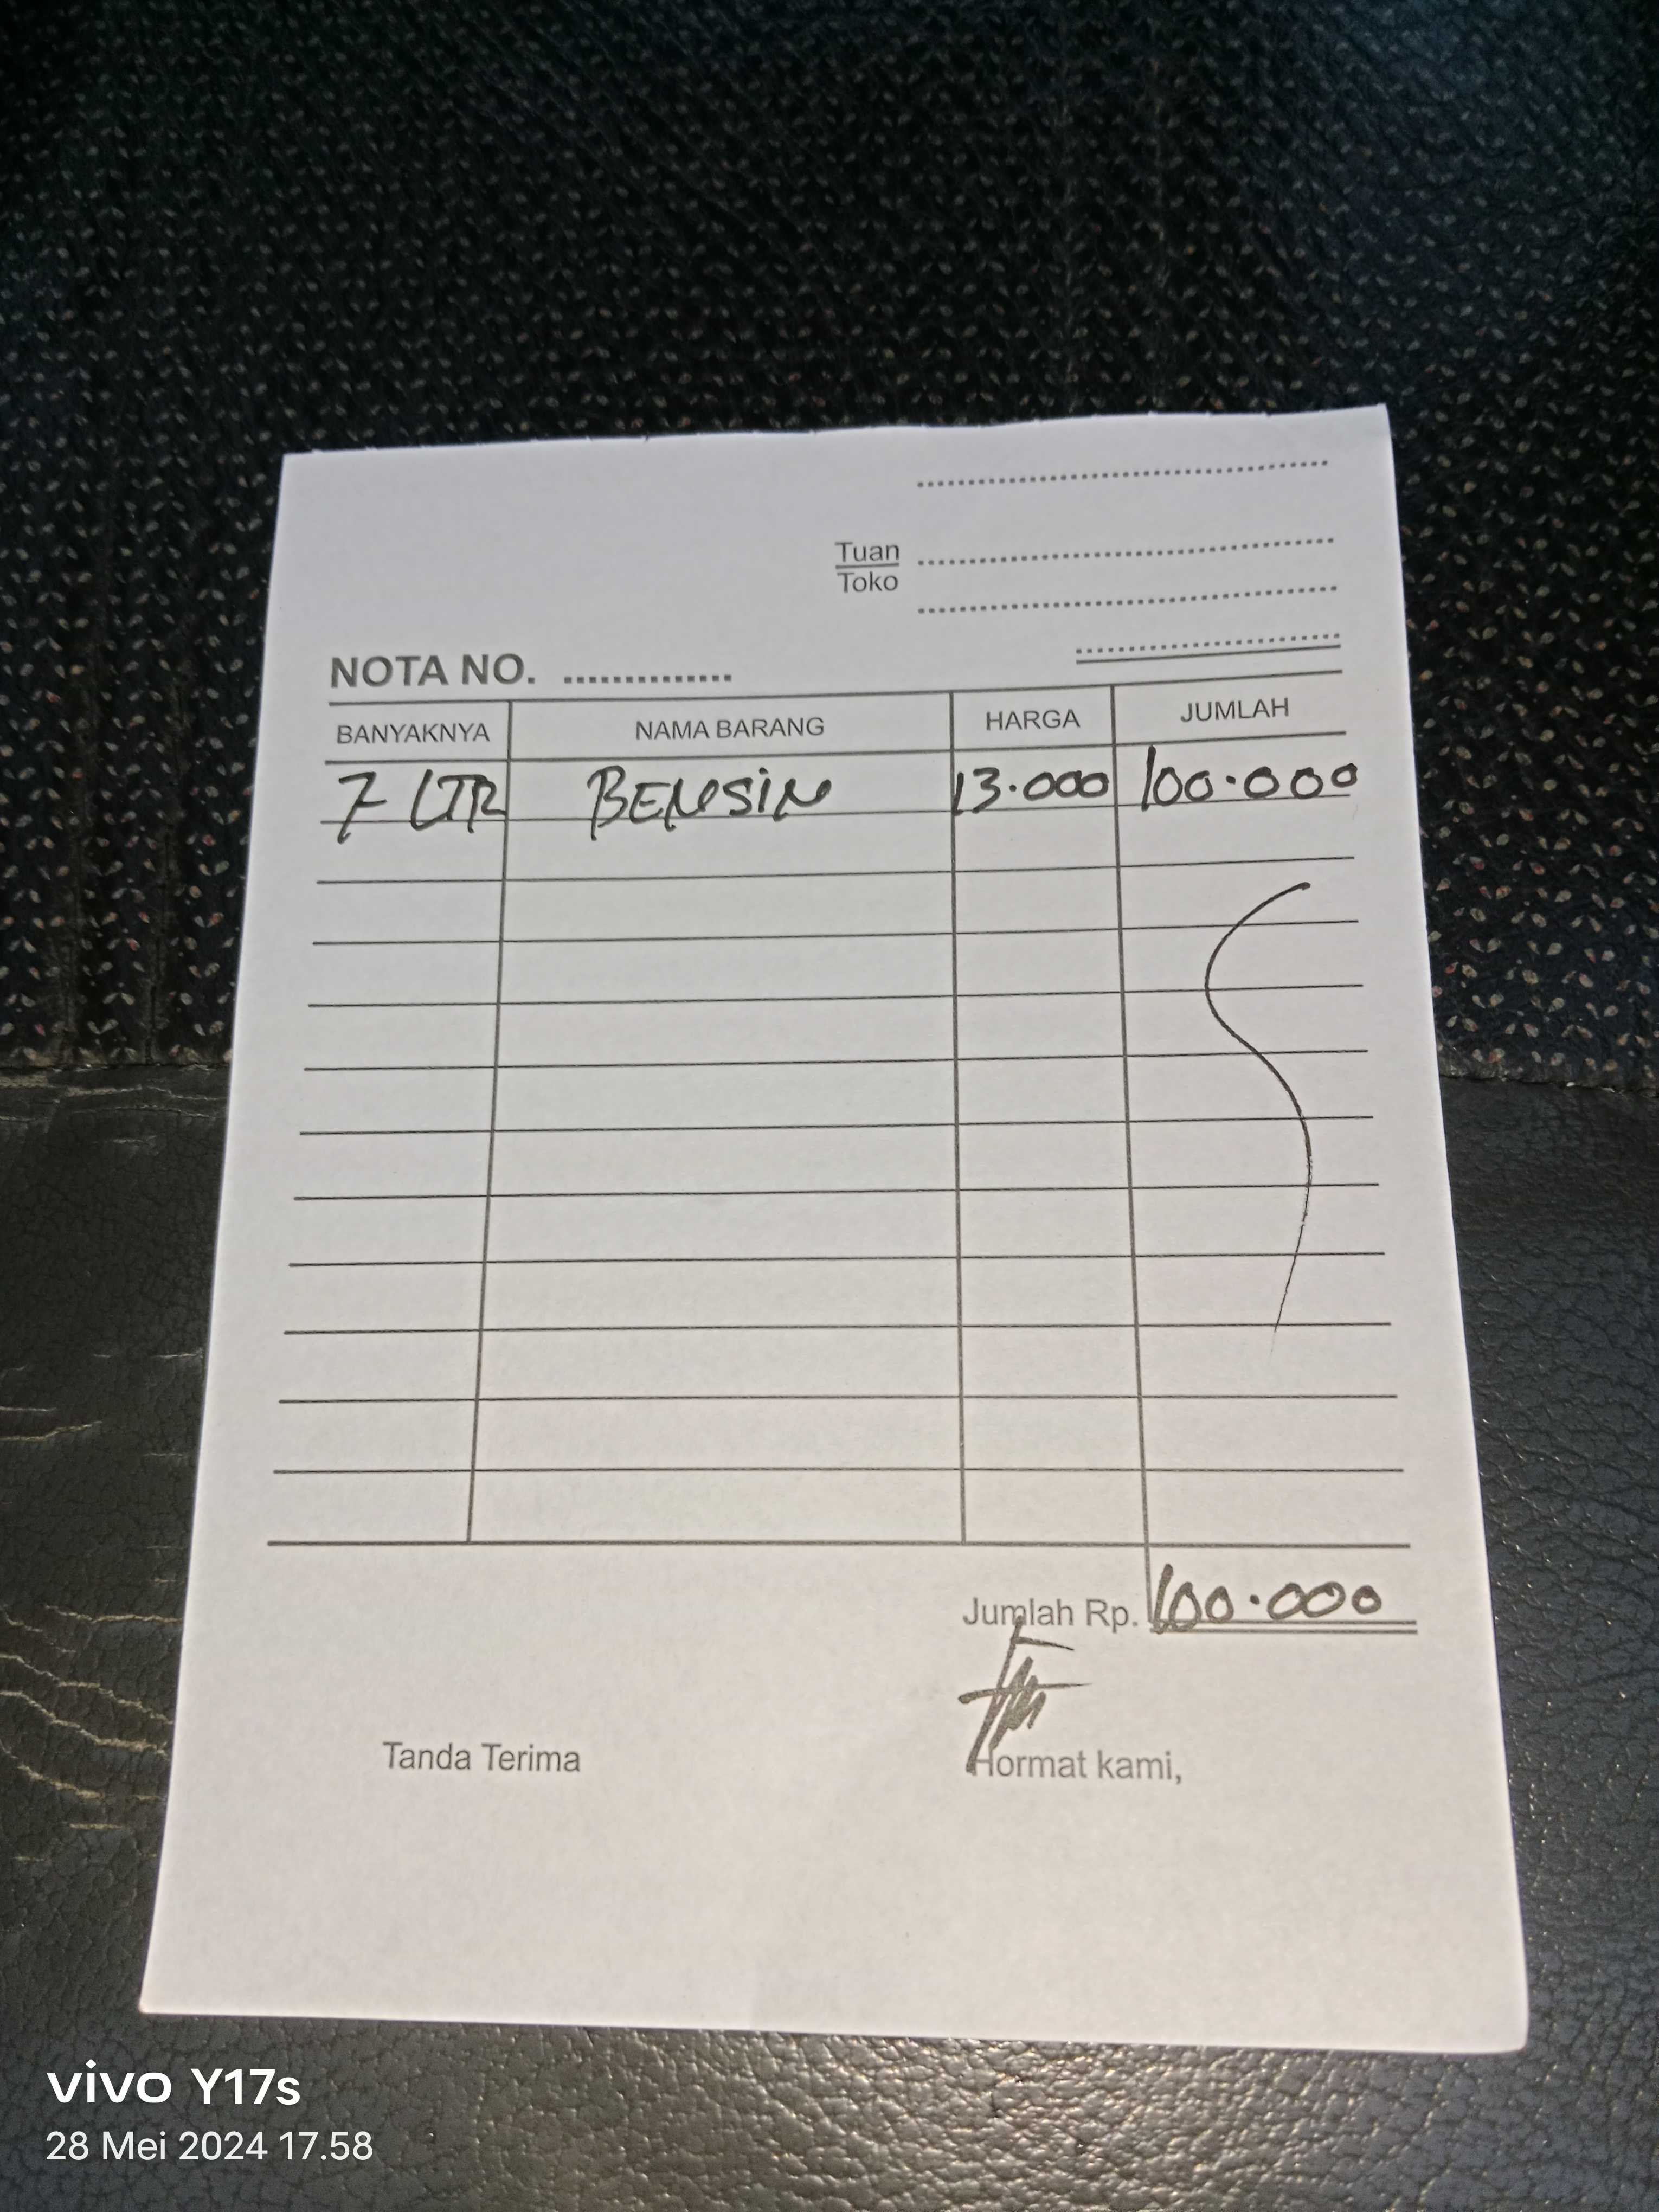 Tuan
Toko
NOTA NO. ..............
BANYAKNYA NAMA BARANG HARGA JUMLAH
7 LTR BENSIN 13.000 100.000
Jumlah Rp. 100.000
Tanda Terima Hormat kami,
vivo Y17s
28 Mei 2024 17.58